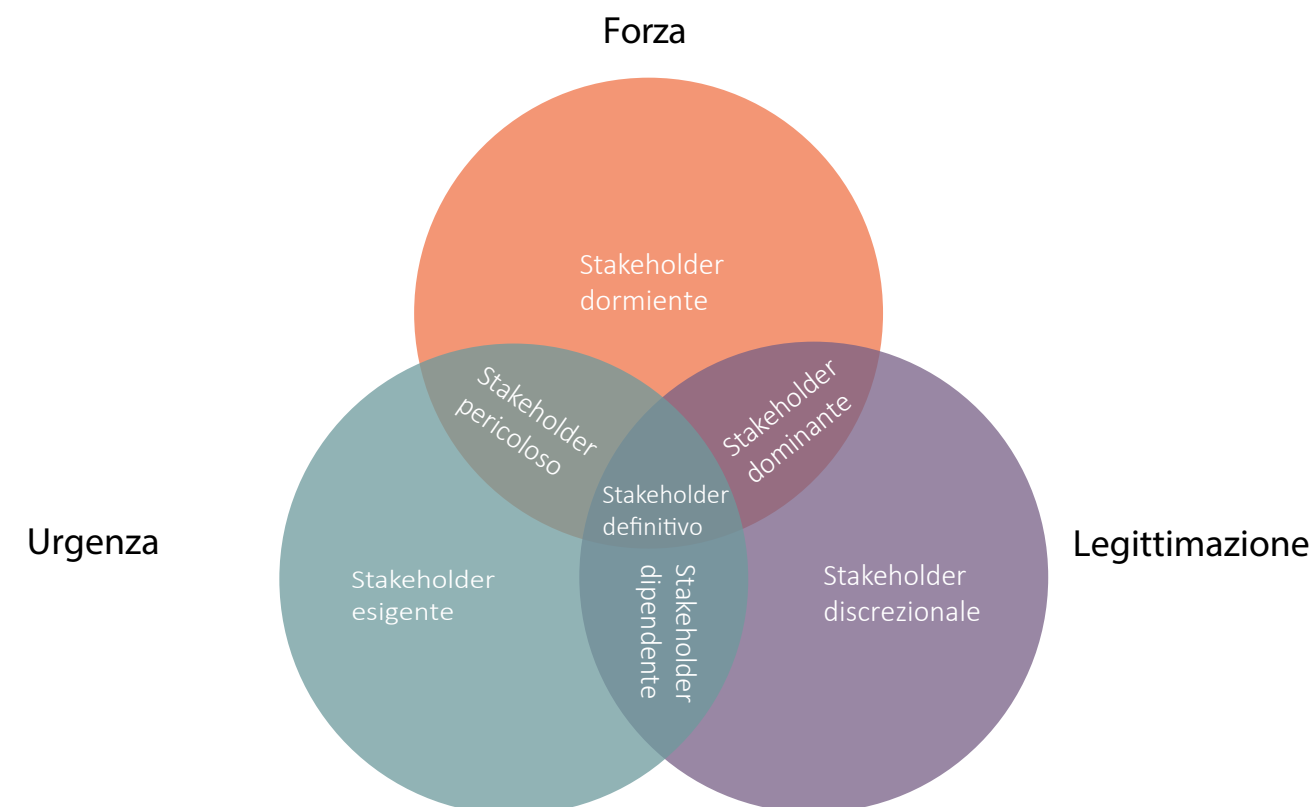 Forza
Stakeholder
dormiente
Stakeholder
pericoloso
Stakeholder
dominante
Stakeholder
definitivo
Urgenza
Legittimazione
Stakeholder
esigente
Stakeholder
dipendente
Stakeholder
discrezionale